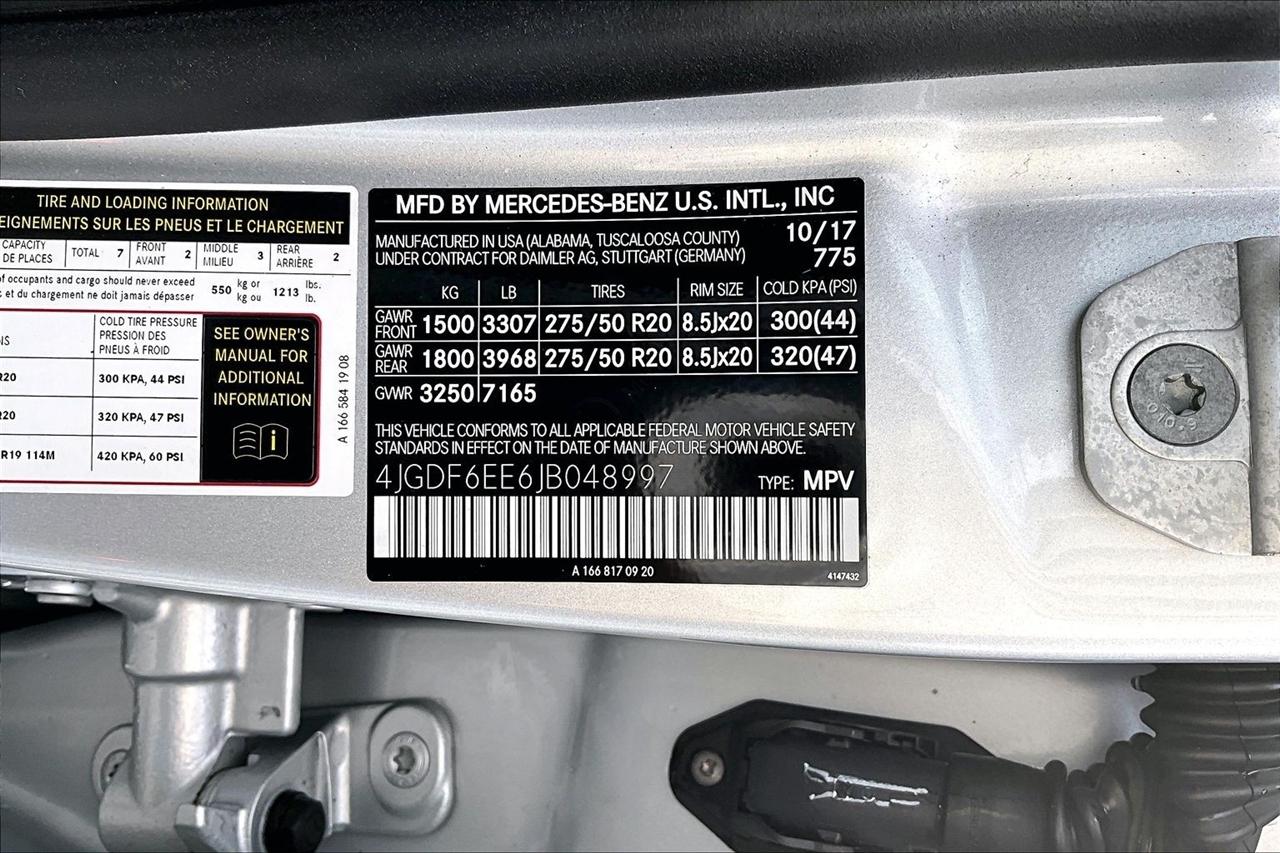 TIRE AND LOADING INFORMATION
EIGNEMENTS SUR LES PNEUS ET LE CHARGEMENT
CAPACITY
DE PLACES
TOTAL 7
FRONT
AVANT 2
MIDDLE
MILIEU 3
REAR
ARRIÈRE 2
of occupants and cargo should never exceed
s et du chargement ne doit jamais dépasser
550 kg or
kg ou
1213 lbs.
lb.
COLD TIRE PRESSURE
PRESSION DES
PNEUS À FROID
R20 300 KPA, 44 PSI
R20 320 KPA, 47 PSI
R19 114M 420 KPA, 60 PSI
SEE OWNER'S
MANUAL FOR
ADDITIONAL
INFORMATION
i
A 166 584 19 08
MFD BY MERCEDES-BENZ U.S. INTL., INC
MANUFACTURED IN USA (ALABAMA, TUSCALOOSA COUNTY) 10/17
UNDER CONTRACT FOR DAIMLER AG, STUTTGART (GERMANY) 775
KG LB TIRES RIM SIZE COLD KPA (PSI)
GAWR
FRONT 1500 3307 275/50 R20 8.5Jx20 300(44)
GAWR
REAR 1800 3968 275/50 R20 8.5Jx20 320(47)
GVWR 3250 7165
THIS VEHICLE CONFORMS TO ALL APPLICABLE FEDERAL MOTOR VEHICLE SAFETY
STANDARDS IN EFFECT ON THE DATE OF MANUFACTURE SHOWN ABOVE.
4JGDF6EE6JB048997 TYPE: MPV
A 166 817 09 20
4147432